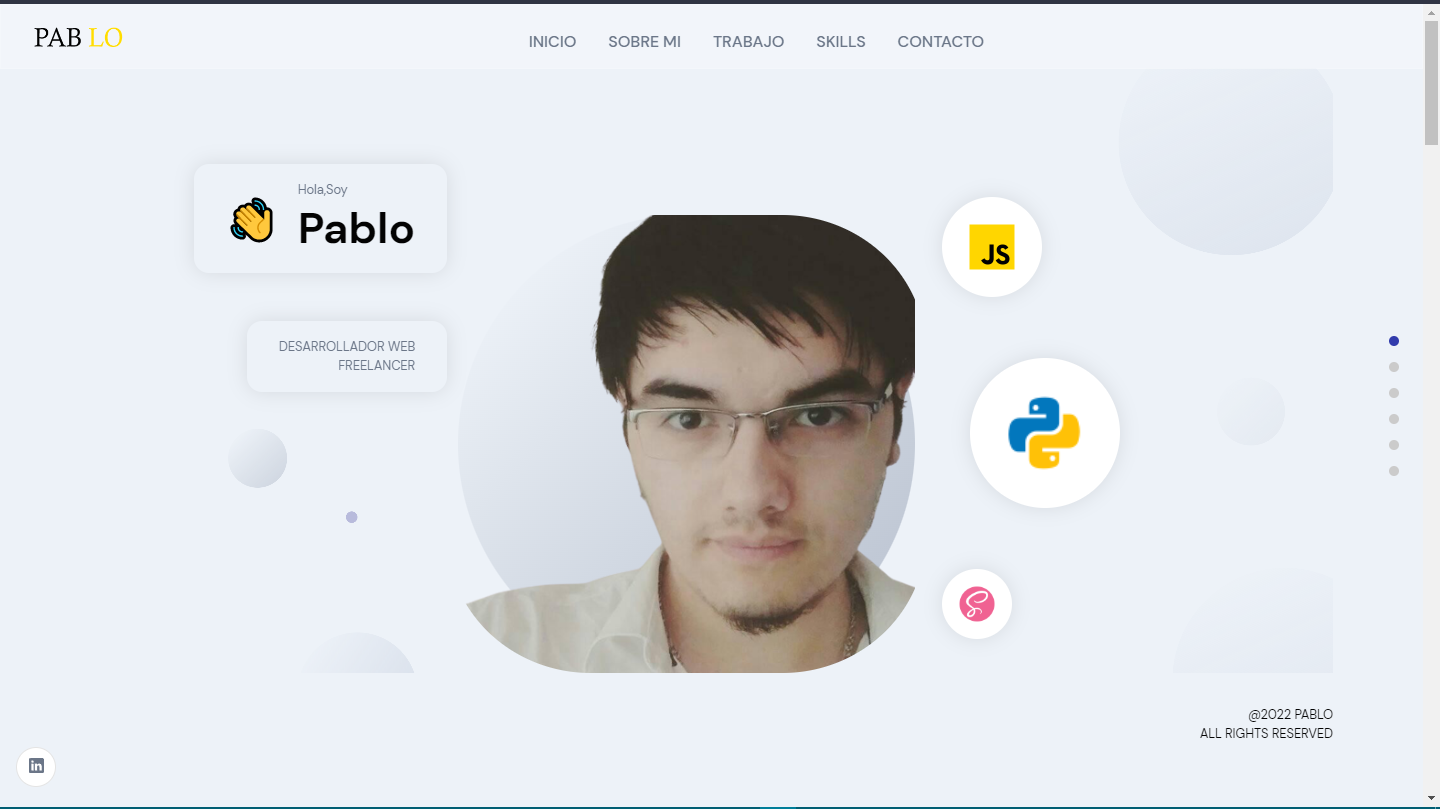 PAB LO
INICIO SOBRE MI TRABAJO SKILLS CONTACTO
Hola,Soy
Pablo
DESARROLLADOR WEB
FREELANCER
JS
@2022 PABLO
ALL RIGHTS RESERVED
in